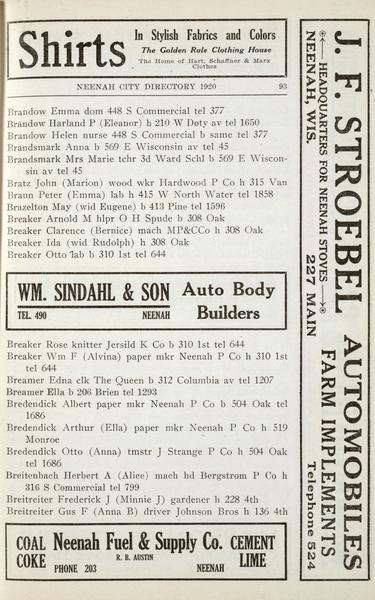 Shirts
In Stylish Fabrics and Colors
The Golden Rule Clothing House
The Home of Hart, Schaffner & Marx
Clothes
NEENAH CITY DIRECTORY 1920 93
Brandow Emma dom 448 S Commercial tel 377
Brandow Harland P (Eleanor) h 210 W Doty av tel 1650
Brandow Helen nurse 448 S Commercial b same tel 377
Brandsmark Anna b 569 E Wisconsin av tel 45
Brandsmark Mrs Marie tchr 3d Ward Schl b 569 E Wiscon-
sin av tel 45
Bratz John (Marion) wood wkr Hardwood P Co h 315 Van
Braun Peter (Emma) lab h 415 W North Water tel 1858
Brazelton May (wid Eugene) b 413 Pine tel 1596
Breaker Arnold M hlpr O H Spude b 308 Oak
Breaker Clarence (Bernice) mach MP&CCo h 308 Oak
Breaker Ida (wid Rudolph) h 308 Oak
Breaker Otto lab b 310 1st tel 644
WM. SINDAHL & SON
TEL. 490 NEENAH
Auto Body
Builders
Breaker Rose knitter Jersild K Co b 310 1st tel 644
Breaker Wm F (Alvina) paper mkr Neenah P Co h 310 1st
tel 644
Breamer Edna clk The Queen b 312 Columbia av tel 1207
Breamer Ella b 206 Brien tel 1293
Bredendick Albert paper mkr Neenah P Co b 504 Oak tel
1686
Bredendick Arthur (Ella) paper mkr Neenah P Co h 519
Monroe
Bredendick Otto (Anna) tmstr J Strange P Co h 504 Oak
tel 1686
Breitenbach Herbert A (Alice) mach hd Bergstrom P Co h
316 S Commercial tel 799
Breitreiter Frederick J (Minnie J) gardener h 228 4th
Breitreiter Gus F (Anna B) driver Johnson Bros h 136 4th
COAL
COKE
Neenah Fuel & Supply Co.
R. B. AUSTIN
PHONE 203 NEENAH
CEMENT
LIME
J. F. STROEBEL AUTOMOBILES
HEADQUARTERS FOR NEENAH STOVES FARM IMPLEMENTS
NEENAH, WIS. 227 MAIN Telephone 524